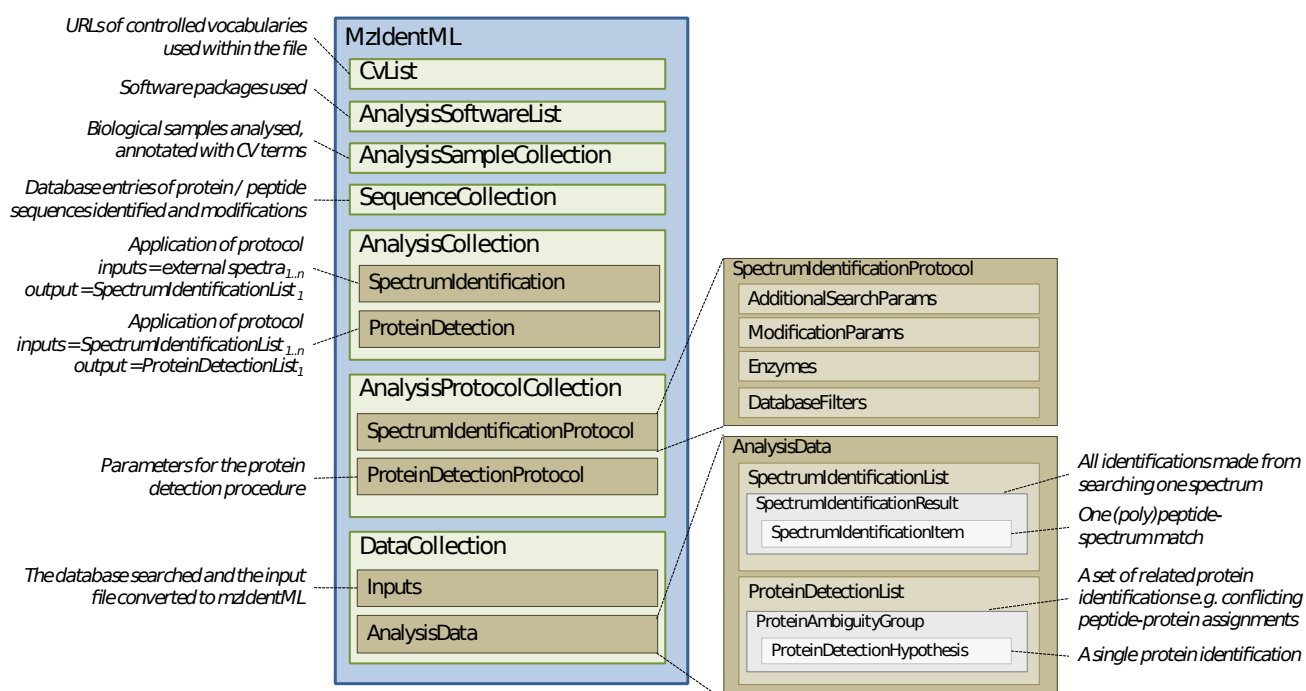 URLs of controlled vocabularies
used within the file
Software packages used
Biological samples analysed,
annotated with CV terms
Database entries of protein / peptide
sequences identified and modifications
Application of protocol
inputs = external spectra1..n
output = SpectrumIdentificationList1
Application of protocol
inputs = SpectrumIdentificationList1..n
output = ProteinDetectionList1
Parameters for the protein
detection procedure
The database searched and the input
file converted to mzIdentML
MzIdentML
CvList
AnalysisSoftwareList
AnalysisSampleCollection
SequenceCollection
AnalysisCollection
SpectrumIdentification
ProteinDetection
AnalysisProtocolCollection
SpectrumIdentificationProtocol
ProteinDetectionProtocol
DataCollection
Inputs
AnalysisData
SpectrumIdentificationProtocol
AdditionalSearchParams
ModificationParams
Enzymes
DatabaseFilters
AnalysisData
SpectrumIdentificationList
SpectrumIdentificationResult
SpectrumIdentificationItem
ProteinDetectionList
ProteinAmbiguityGroup
ProteinDetectionHypothesis
All identifications made from
searching one spectrum
One (poly)peptide-
spectrum match
A set of related protein
identifications e.g. conflicting
peptide-protein assignments
A single protein identification